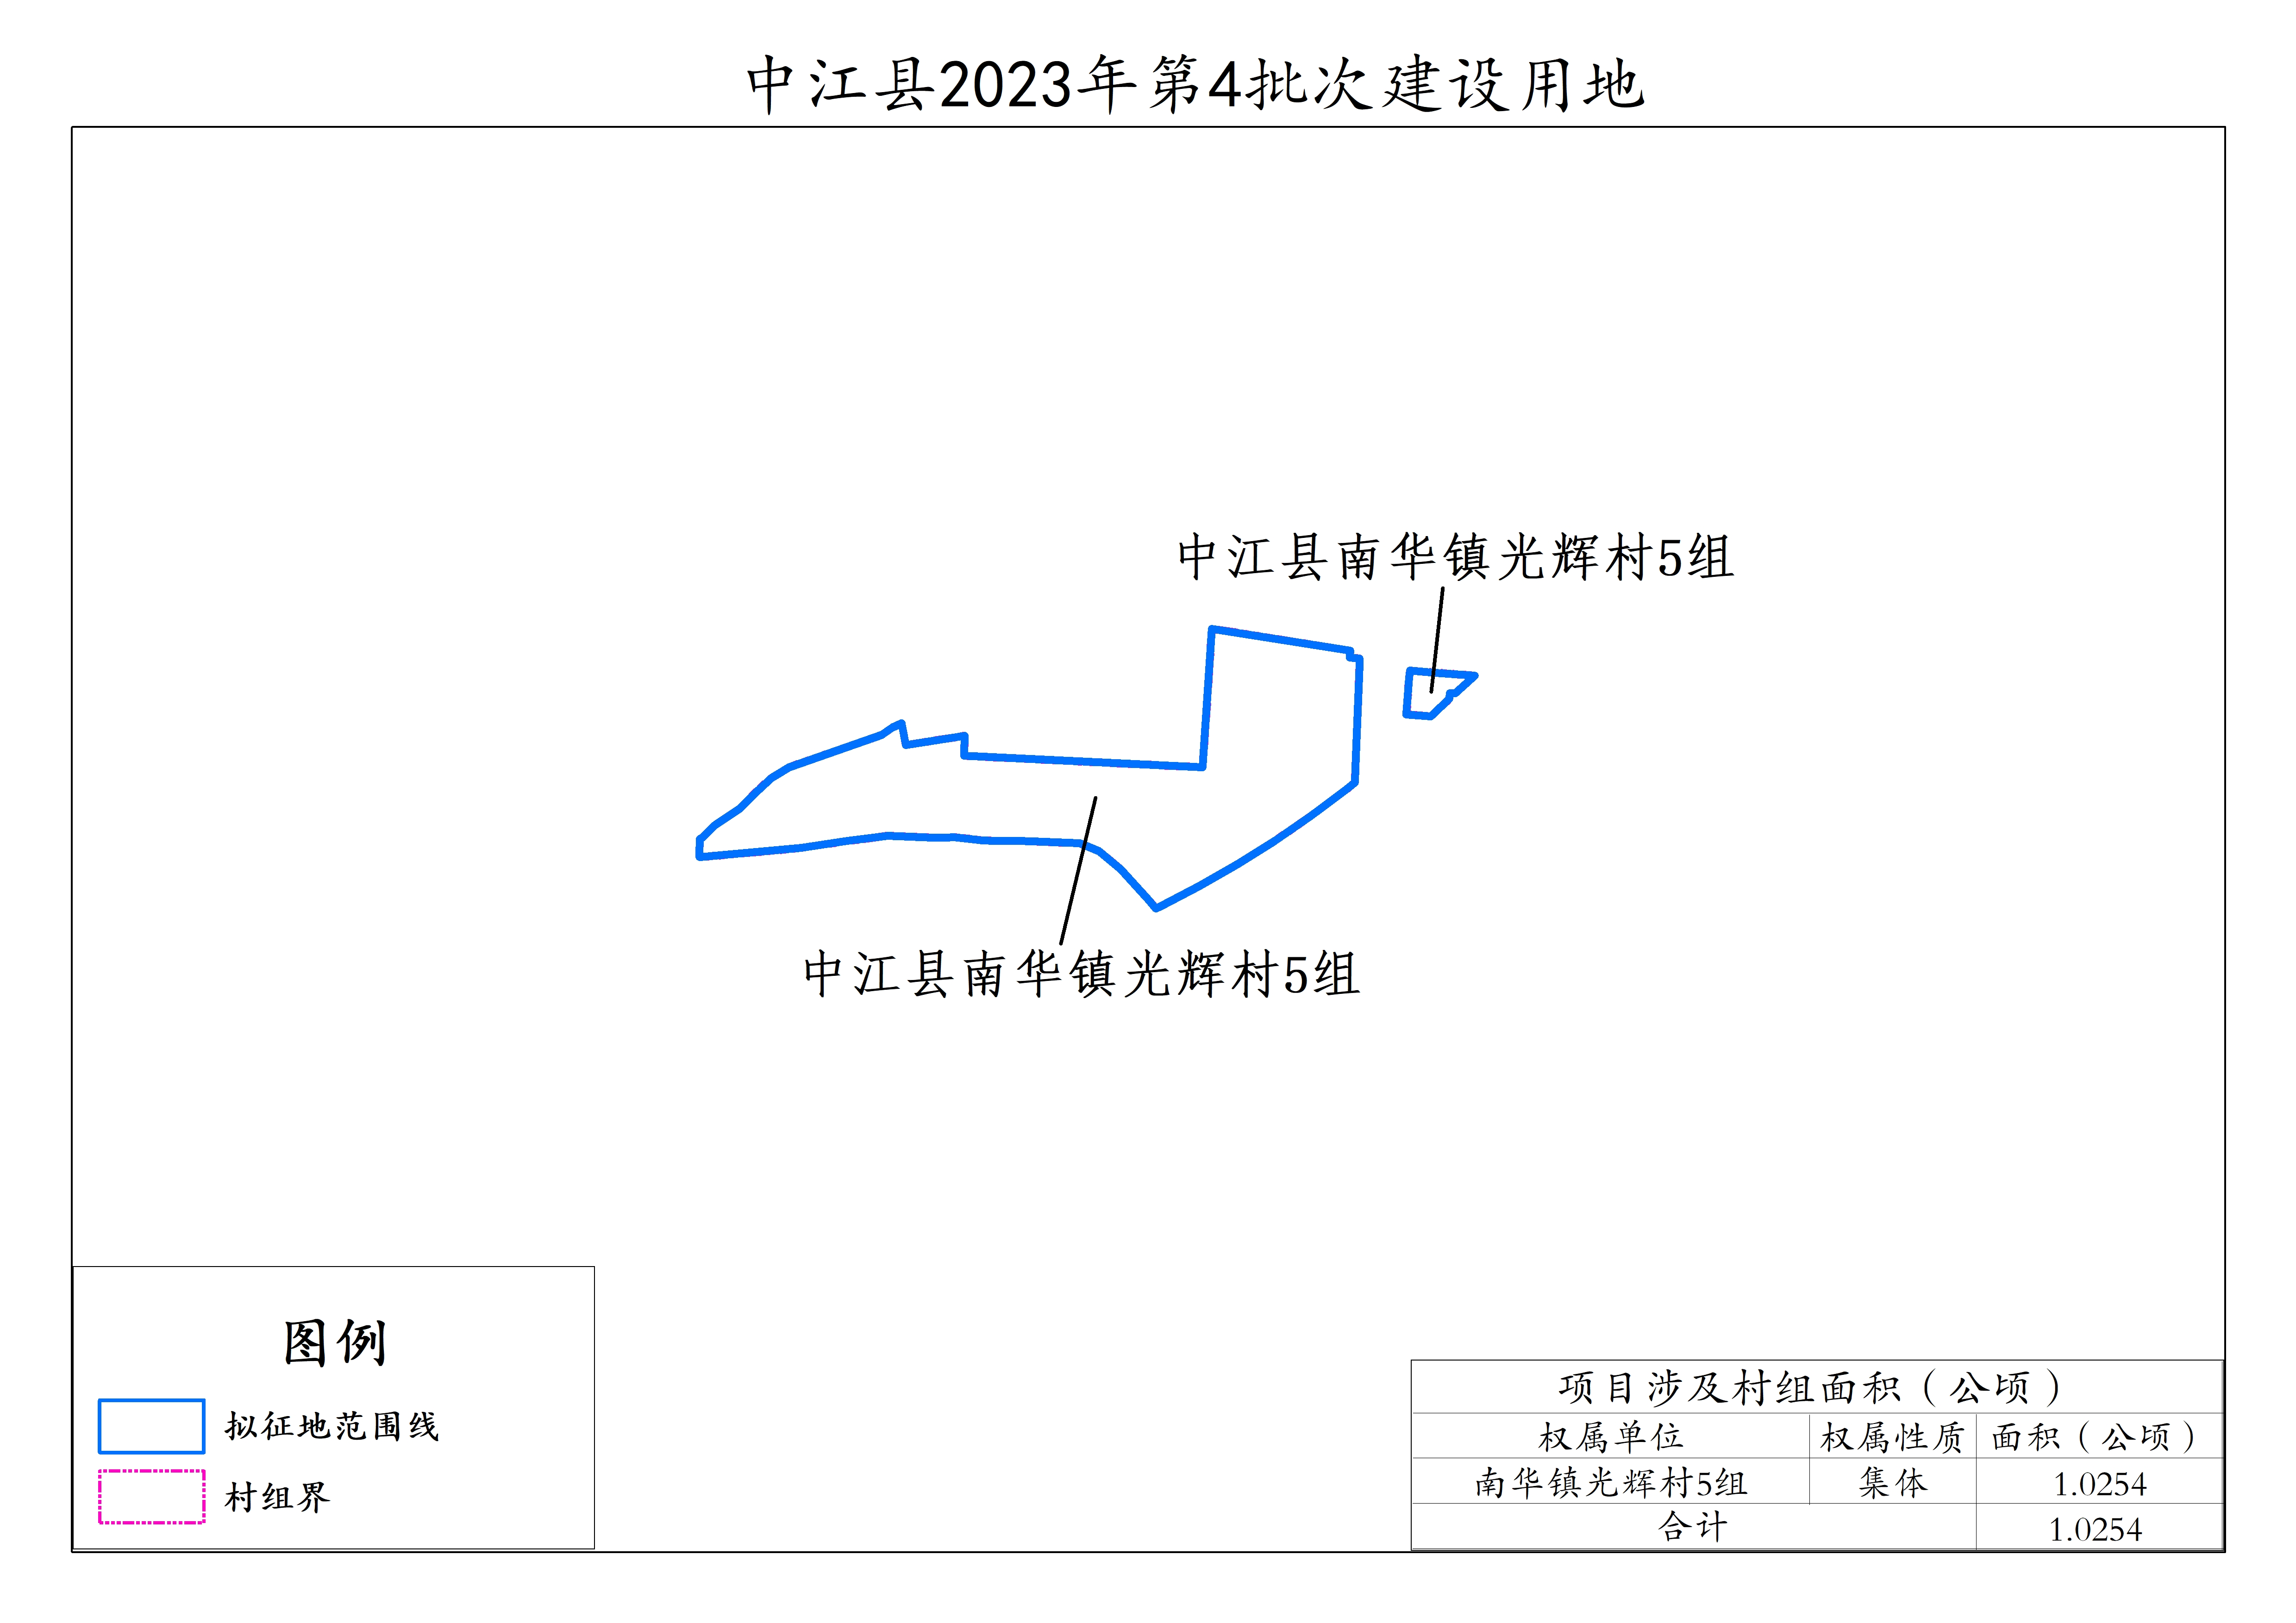 中江县2023年第4批次建设用地
中江县南华镇光辉村5组
中江县南华镇光辉村5组
图例
拟征地范围线
村组界
项目涉及村组面积（公顷）
权属单位 权属性质 面积（公顷）
南华镇光辉村5组 集体 1.0254
合计 1.0254